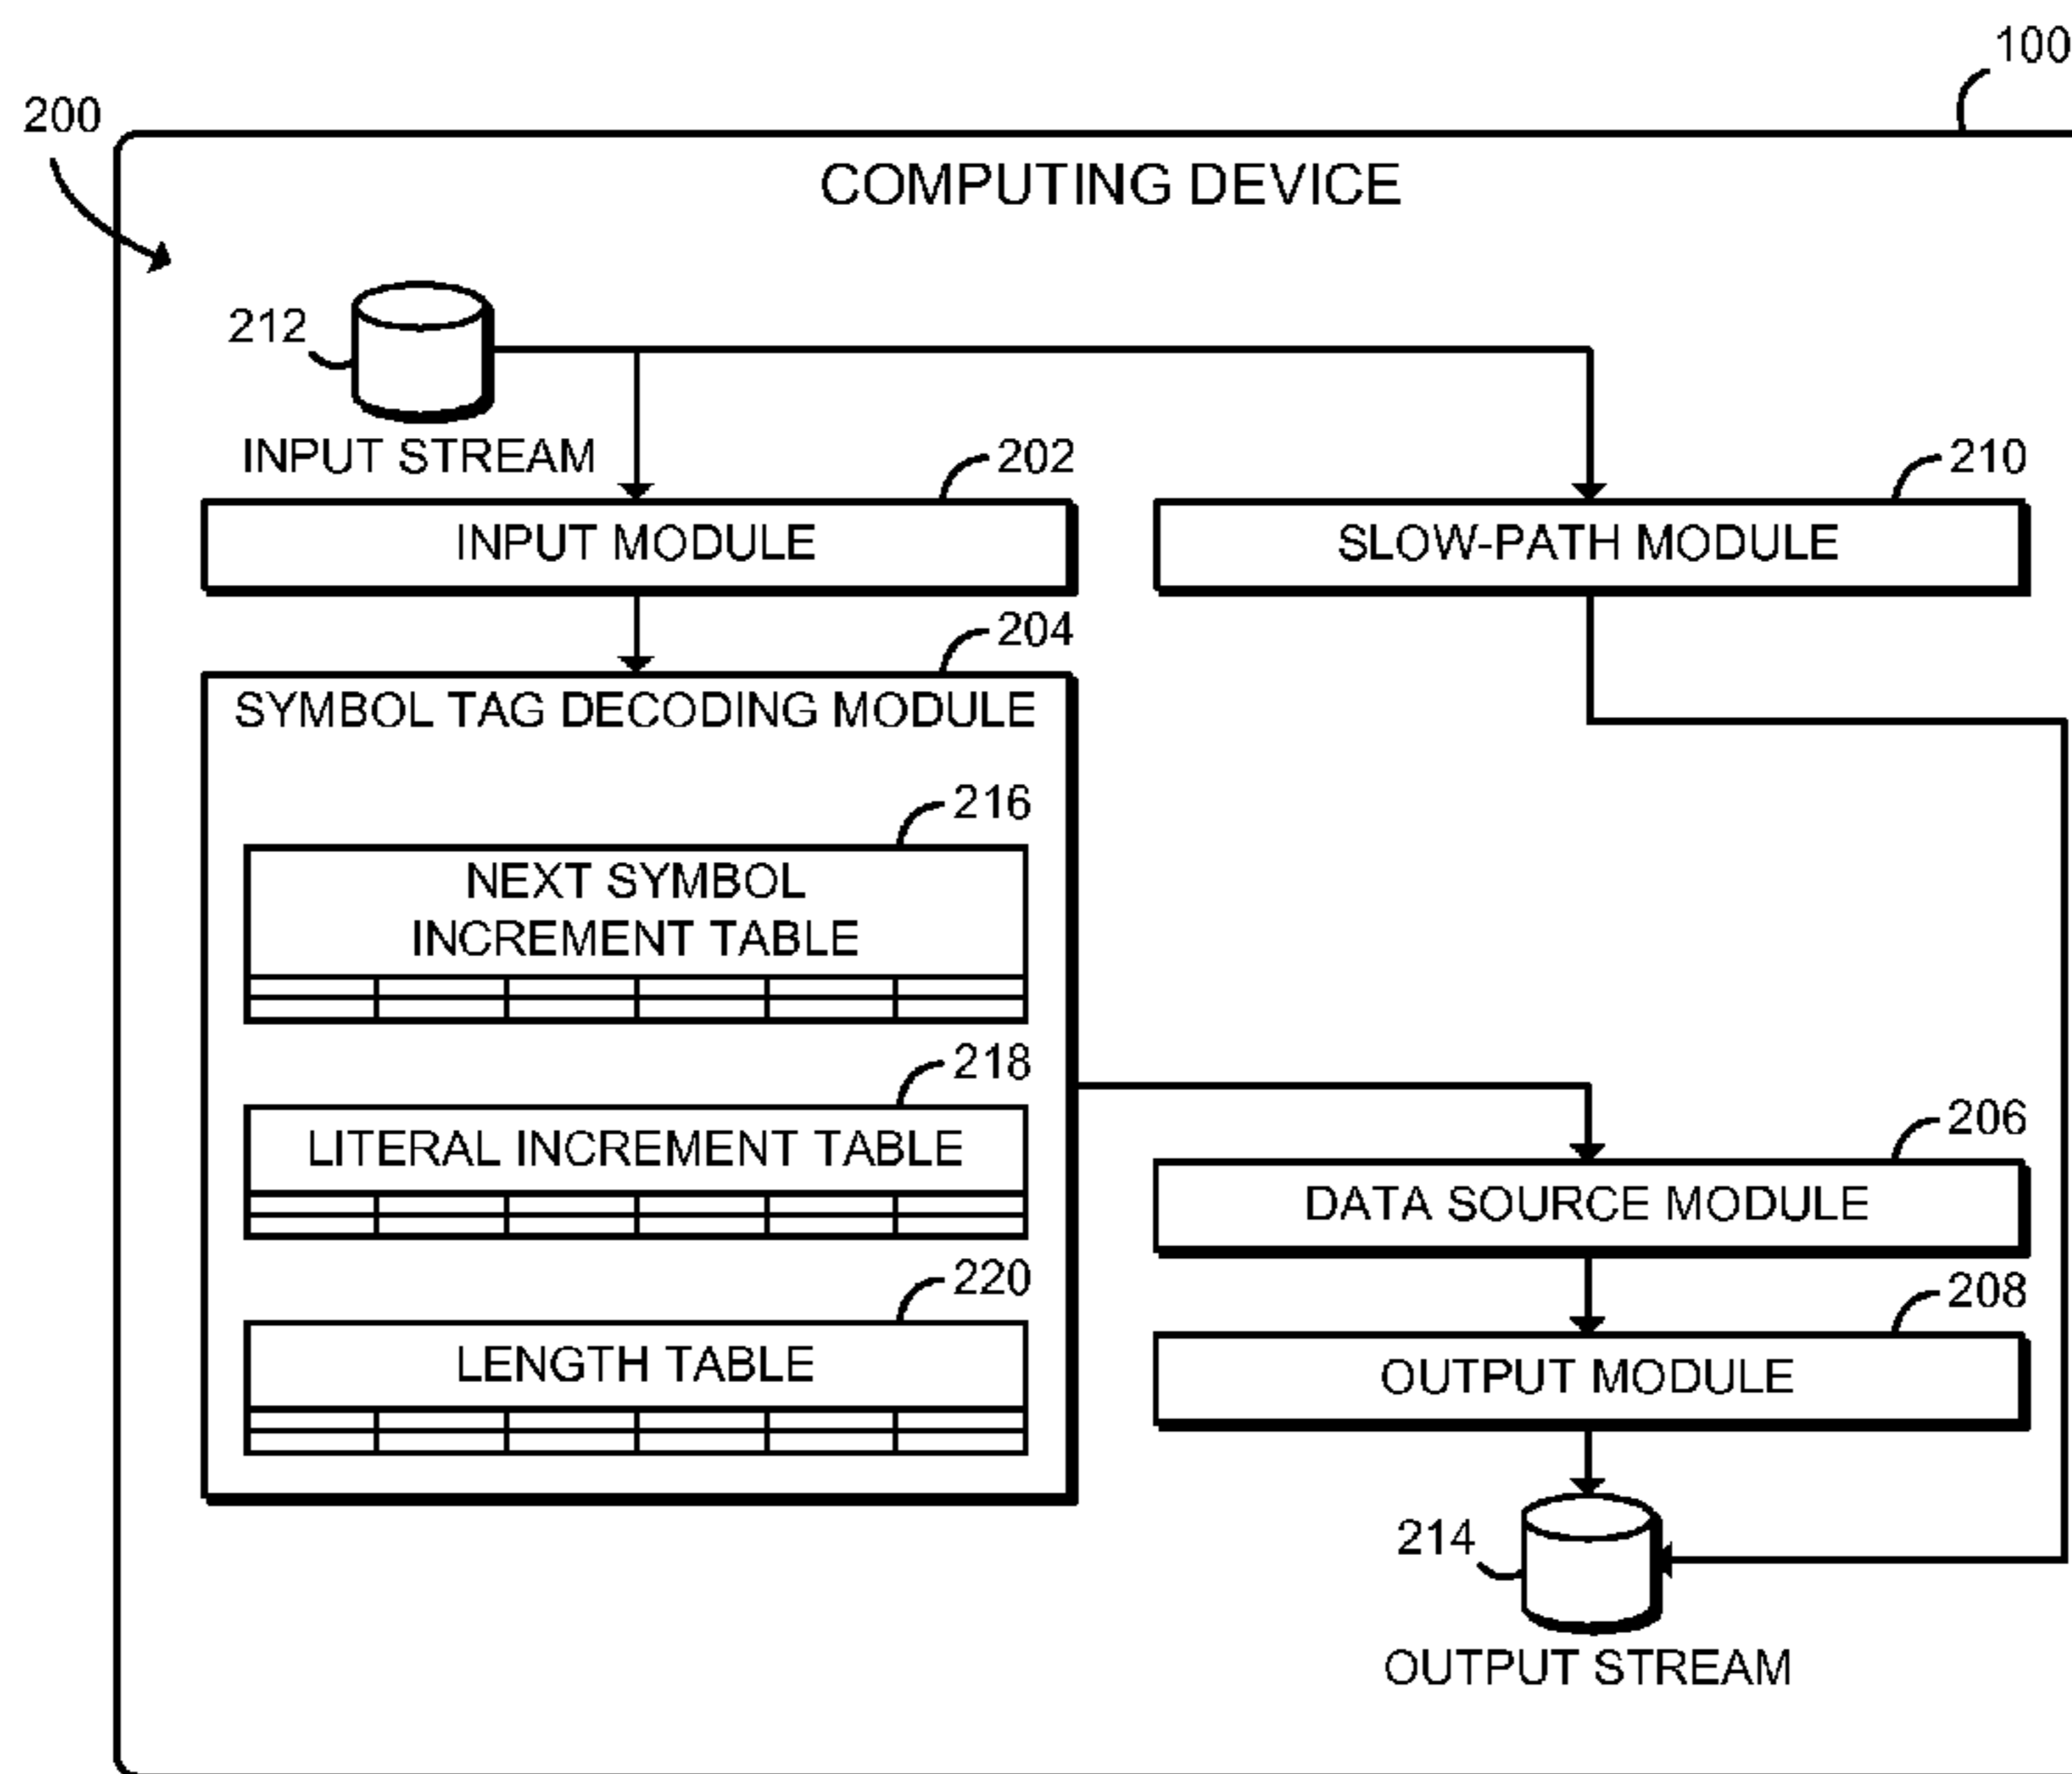 100
200
COMPUTING DEVICE
212
INPUT STREAM
202
INPUT MODULE
210
SLOW-PATH MODULE
204
SYMBOL TAG DECODING MODULE
216
NEXT SYMBOL
INCREMENT TABLE
218
LITERAL INCREMENT TABLE
220
LENGTH TABLE
206
DATA SOURCE MODULE
208
OUTPUT MODULE
214
OUTPUT STREAM